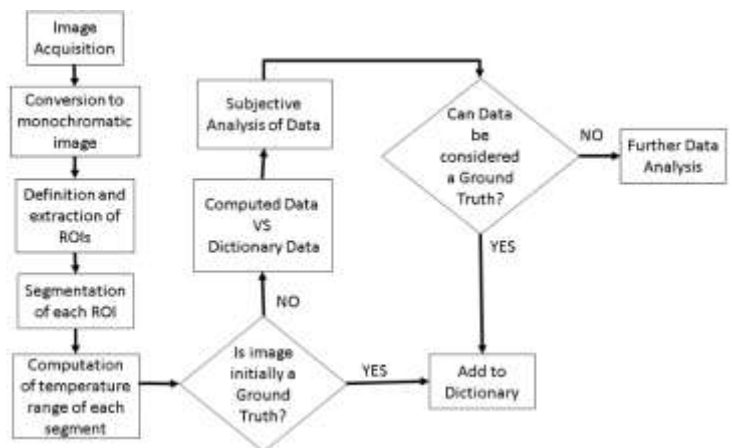 Image
Acquisition
Conversion to
monochromatic
image
Definition and
extraction of
ROIs
Segmentation
of each ROI
Computation
of temperature
range of each
segment
Is image
initially a
Ground
Truth?
NO
YES
Computed Data
VS
Dictionary Data
Subjective
Analysis of Data
Can Data
be
considered
a Ground
Truth?
NO
Further Data
Analysis
YES
Add to
Dictionary